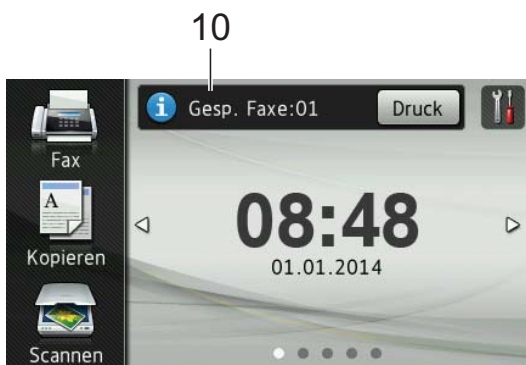 10
Gesp. Faxe:01 Druck
Fax
A
Kopieren
08:48
01.01.2014
Scannen